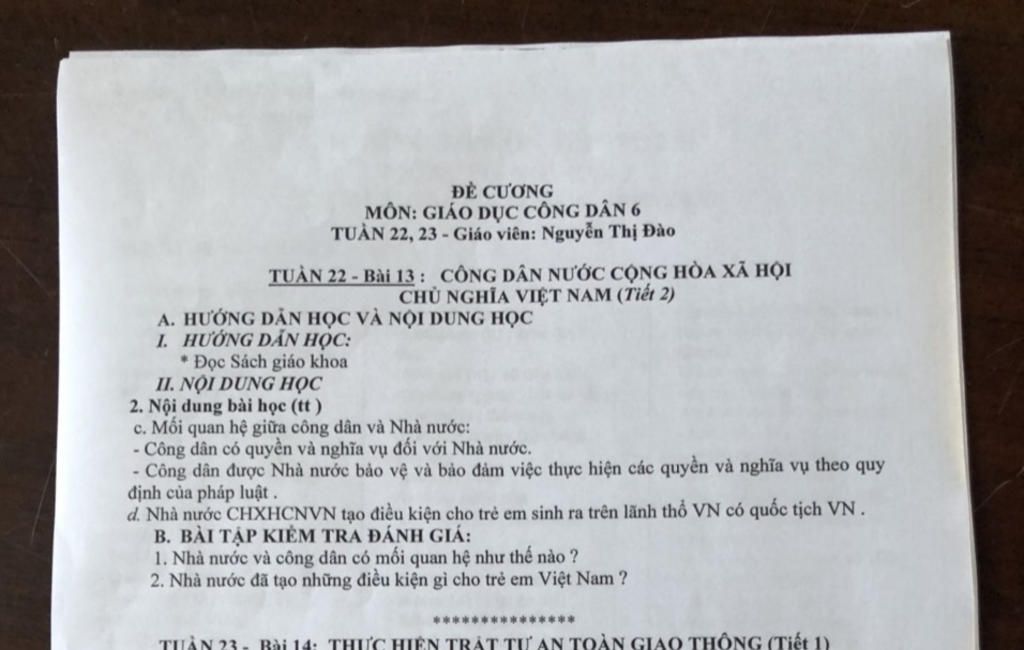 ĐỀ CƯƠNG
MÔN: GIÁO DỤC CÔNG DÂN 6
TUẦN 22, 23 - Giáo viên: Nguyễn Thị Đào
TUẦN 22 - Bài 13 : CÔNG DÂN NƯỚC CỘNG HÒA XÃ HỘI
CHỦ NGHĨA VIỆT NAM (Tiết 2)
A. HƯỚNG DẪN HỌC VÀ NỘI DUNG HỌC
I. HƯỚNG DẪN HỌC:
* Đọc Sách giáo khoa
II. NỘI DUNG HỌC
2. Nội dung bài học (tt )
c. Mối quan hệ giữa công dân và Nhà nước:
- Công dân có quyền và nghĩa vụ đối với Nhà nước.
- Công dân được Nhà nước bảo vệ và bảo đảm việc thực hiện các quyền và nghĩa vụ theo quy
định của pháp luật .
d. Nhà nước CHXHCNVN tạo điều kiện cho trẻ em sinh ra trên lãnh thổ VN có quốc tịch VN .
B. BÀI TẬP KIỂM TRA ĐÁNH GIÁ:
1. Nhà nước và công dân có mối quan hệ như thế nào ?
2. Nhà nước đã tạo những điều kiện gì cho trẻ em Việt Nam ?
***************
TUẦN 23 - Bài 14: THỰC HIỆN TRẬT TỰ AN TOÀN GIAO THÔNG (Tiết 1)